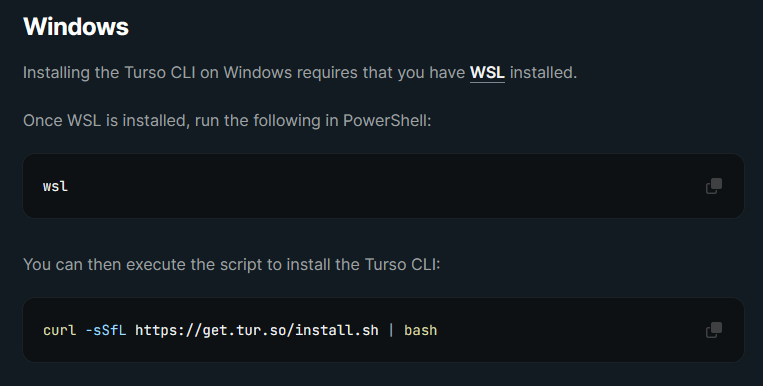 Windows
Installing the Turso CLI on Windows requires that you have WSL installed.
Once WSL is installed, run the following in PowerShell:
wsl
You can then execute the script to install the Turso CLI:
curl -sSfL https://get.tur.so/install.sh | bash